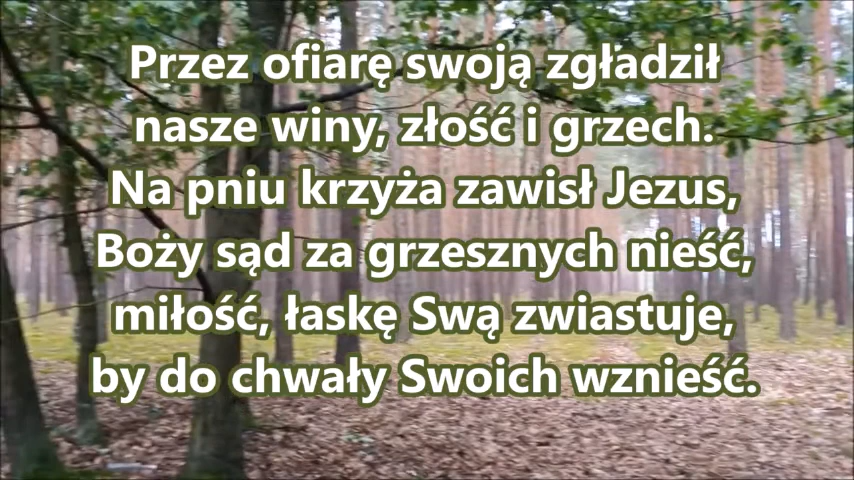 Przez ofiarę swoją zgładził
nasze winy, złość i grzech.
Na pniu krzyża zawisł Jezus,
Boży sąd za grzesznych nieść,
miłość, łaskę Swą zwiastuje,
by do chwały Swoich wznieść.